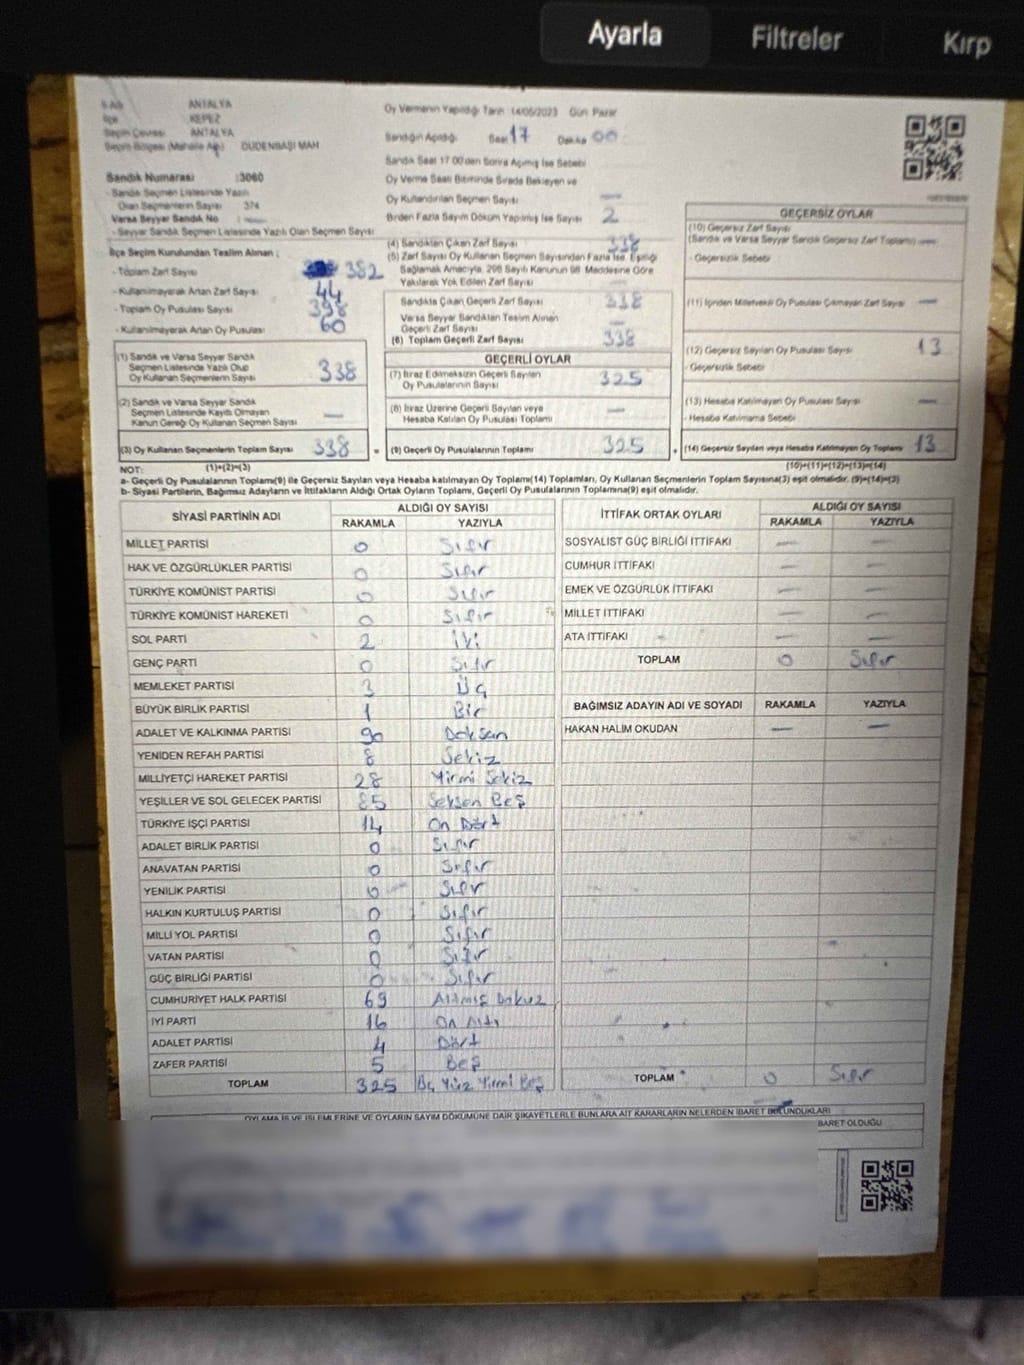 Ayarla Filtreler Kırp
İl Adı ANTALYA
İlçe KEPEZ
Seçim Çevresi ANTALYA
Seçim Bölgesi (Mahalle Adı) DÜDENBAŞI MAH
Sandık Numarası :3060
- Sandık Seçmen Listesinde Yazılı
Olan Seçmenlerin Sayısı 374
Varsa Seyyar Sandık No :
- Seyyar Sandık Seçmen Listesinde Yazılı Olan Seçmen Sayısı
İlçe Seçim Kurulundan Teslim Alınan ;
- Toplam Zarf Sayısı 382
- Kullanılmayarak Artan Zarf Sayısı 44
- Toplam Oy Pusulası Sayısı 398
- Kullanılmayarak Artan Oy Pusulası 60
Oy Vermenin Yapıldığı Tarih 14/05/2023 Gün Pazar
Sandığın Açıldığı Saat 17 Dakika 00
Sandık Saat 17.00'den Sonra Açılmış İse Sebebi
Oy Verme Saati Bitiminde Sırada Bekleyen ve
Oy Kullandırılan Seçmen Sayısı —
Birden Fazla Sayım Döküm Yapılmış İse Sayısı 2
(4) Sandıktan Çıkan Zarf Sayısı 338
(5) Zarf Sayısı Oy Kullanan Seçmen Sayısından Fazla İse, Eşitliği
Sağlamak Amacıyla, 298 Sayılı Kanunun 98. Maddesine Göre
Yakılarak Yok Edilen Zarf Sayısı —
Sandıkta Çıkan Geçerli Zarf Sayısı 338
Varsa Seyyar Sandıktan Teslim Alınan
Geçerli Zarf Sayısı —
(6) Toplam Geçerli Zarf Sayısı 338
GEÇERSİZ OYLAR
(10) Geçersiz Zarf Sayısı
(Sandık ve Varsa Seyyar Sandık Geçersiz Zarf Toplamı) —
- Geçersizlik Sebebi
(11) İçinden Milletvekili Oy Pusulası Çıkmayan Zarf Sayısı —
(12) Geçersiz Sayılan Oy Pusulası Sayısı 13
- Geçersizlik Sebebi
(13) Hesaba Katılmayan Oy Pusulası Sayısı —
- Hesaba Katılmama Sebebi
(1) Sandık ve Varsa Seyyar Sandık
Seçmen Listesinde Yazılı Olup
Oy Kullanan Seçmenlerin Sayısı 338
(2) Sandık ve Varsa Seyyar Sandık
Seçmen Listesinde Kayıtlı Olmayan
Kanun Gereği Oy Kullanan Seçmen Sayısı —
GEÇERLİ OYLAR
(7) İtiraz Edilmeksizin Geçerli Sayılan
Oy Pusulalarının Sayısı 325
(8) İtiraz Üzerine Geçerli Sayılan veya
Hesaba Katılan Oy Pusulası Toplamı —
(3) Oy Kullanan Seçmenlerin Toplam Sayısı 338 = (9) Geçerli Oy Pusulalarının Toplamı 325 + (14) Geçersiz Sayılan veya Hesaba Katılmayan Oy Toplamı 13
NOT: (1)+(2)=(3) (10)+(11)+(12)+(13)=(14)
a- Geçerli Oy Pusulalarının Toplamı(9) ile Geçersiz Sayılan veya Hesaba katılmayan Oy Toplamı(14) Toplamları, Oy Kullanan Seçmenlerin Toplam Sayısına(3) eşit olmalıdır. (9)+(14)=(3)
b- Siyasi Partilerin, Bağımsız Adayların ve İttifakların Aldığı Ortak Oyların Toplamı, Geçerli Oy Pusulalarının Toplamına(9) eşit olmalıdır.
SİYASİ PARTİNİN ADI ALDIĞI OY SAYISI
RAKAMLA YAZIYLA
MİLLET PARTİSİ 0 Sıfır
HAK VE ÖZGÜRLÜKLER PARTİSİ 0 Sıfır
TÜRKİYE KOMÜNİST PARTİSİ 0 Sıfır
TÜRKİYE KOMÜNİST HAREKETİ 0 Sıfır
SOL PARTİ 2 İki
GENÇ PARTİ 0 Sıfır
MEMLEKET PARTİSİ 3 Üç
BÜYÜK BİRLİK PARTİSİ 1 Bir
ADALET VE KALKINMA PARTİSİ 90 Doksan
YENİDEN REFAH PARTİSİ 8 Sekiz
MİLLİYETÇİ HAREKET PARTİSİ 28 Yirmi Sekiz
YEŞİLLER VE SOL GELECEK PARTİSİ 85 Seksen Beş
TÜRKİYE İŞÇİ PARTİSİ 14 On Dört
ADALET BİRLİK PARTİSİ 0 Sıfır
ANAVATAN PARTİSİ 0 Sıfır
YENİLİK PARTİSİ 0 Sıfır
HALKIN KURTULUŞ PARTİSİ 0 Sıfır
MİLLİ YOL PARTİSİ 0 Sıfır
VATAN PARTİSİ 0 Sıfır
GÜÇ BİRLİĞİ PARTİSİ 0 Sıfır
CUMHURİYET HALK PARTİSİ 69 Altmış Dokuz
İYİ PARTİ 16 On Altı
ADALET PARTİSİ 4 Dört
ZAFER PARTİSİ 5 Beş
TOPLAM 325 Üç Yüz Yirmi Beş
İTTİFAK ORTAK OYLARI ALDIĞI OY SAYISI
RAKAMLA YAZIYLA
SOSYALİST GÜÇ BİRLİĞİ İTTİFAKI — —
CUMHUR İTTİFAKI — —
EMEK VE ÖZGÜRLÜK İTTİFAKI — —
MİLLET İTTİFAKI — —
ATA İTTİFAKI — —
TOPLAM 0 Sıfır
BAĞIMSIZ ADAYIN ADI VE SOYADI RAKAMLA YAZIYLA
HAKAN HALİM OKUDAN — —
TOPLAM 0 Sıfır
OYLAMA İŞ VE İŞLEMLERİNE VE OYLARIN SAYIM DÖKÜMÜNE DAİR ŞİKAYETLERLE BUNLARA AİT KARARLARIN NELERDEN İBARET BULUNDUKLARI
BARET OLDUĞU